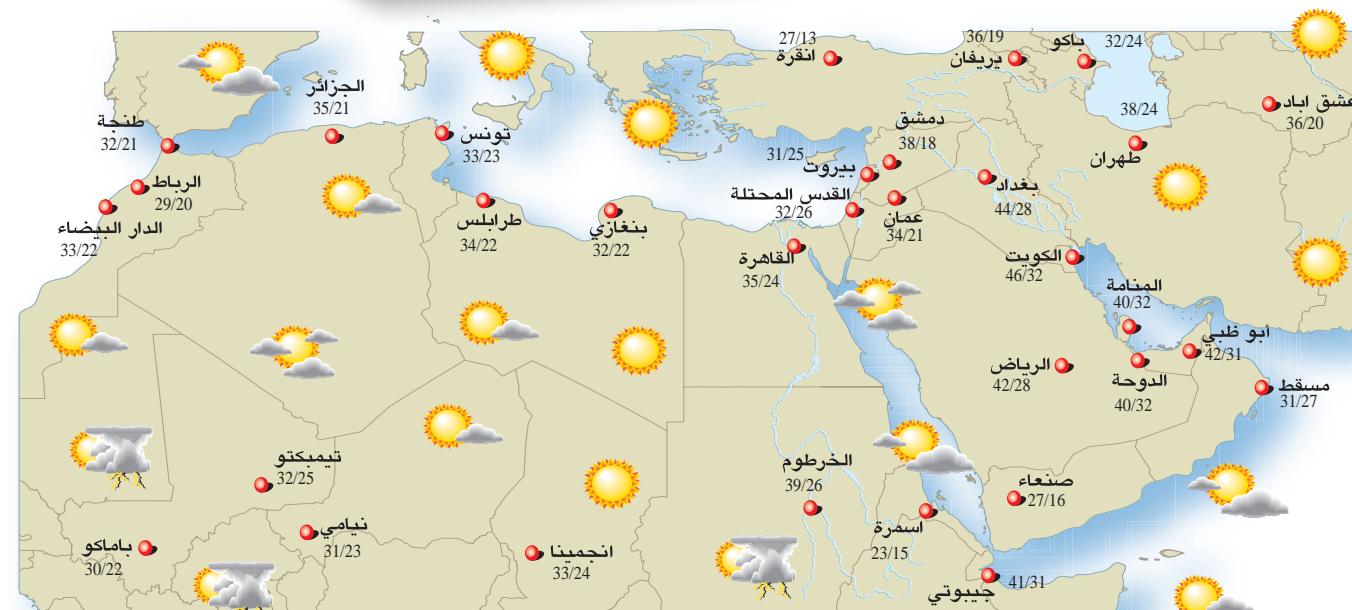 27/13
انقرة
36/19
يريفان
باكو
32/24
عشق اباد
36/20
38/24
طهران
الجزائر
35/21
طنجة
32/21
تونس
33/23
دمشق
38/18
31/25
بيروت
بغداد
44/28
القدس المحتلة
32/26
عمان
34/21
الرباط
29/20
الدار البيضاء
33/22
طرابلس
34/22
بنغازي
32/22
القاهرة
35/24
الكويت
46/32
المنامة
40/32
أبو ظبي
42/31
الرياض
42/28
الدوحة
40/32
مسقط
31/27
تيمبكتو
32/25
الخرطوم
39/26
صنعاء
27/16
نيامي
31/23
باماكو
30/22
انجمينا
33/24
اسمرة
23/15
41/31
جيبوتي